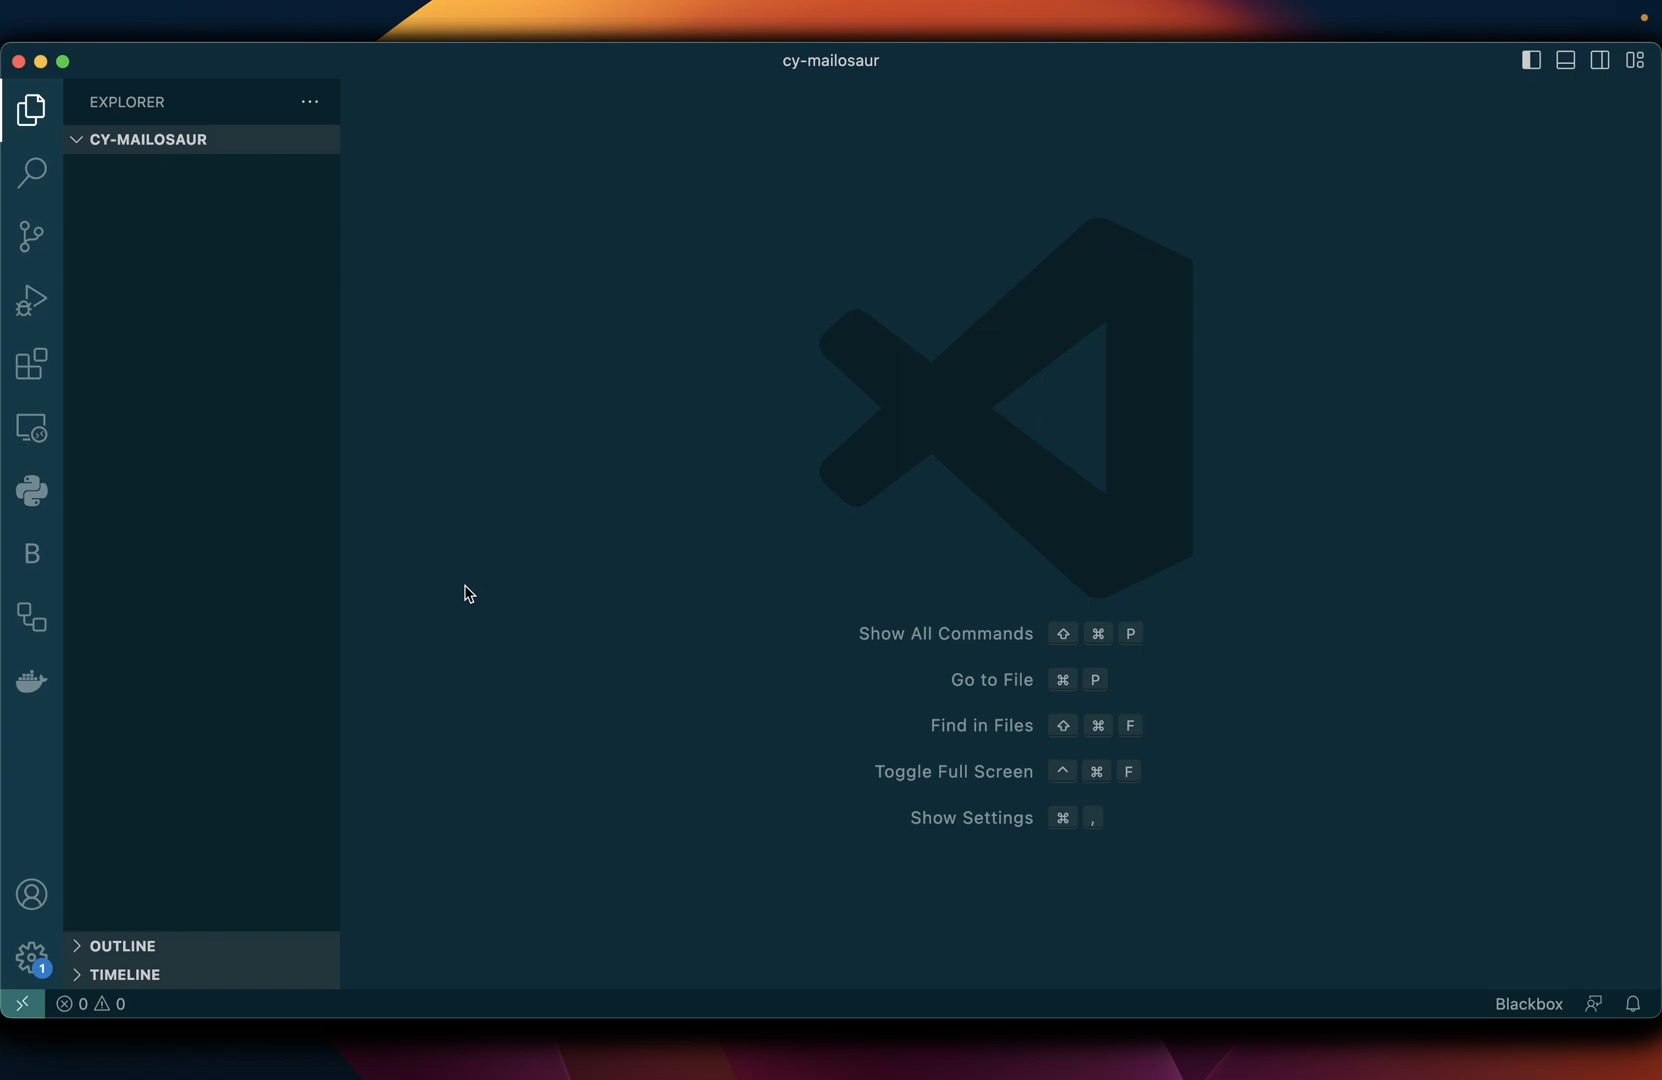 cy-mailosaur
EXPLORER
CY-MAILOSAUR
B
Show All Commands ⇧ ⌘ P
Go to File ⌘ P
Find in Files ⇧ ⌘ F
Toggle Full Screen ^ ⌘ F
Show Settings ⌘ ,
OUTLINE
1
TIMELINE
0 0
Blackbox